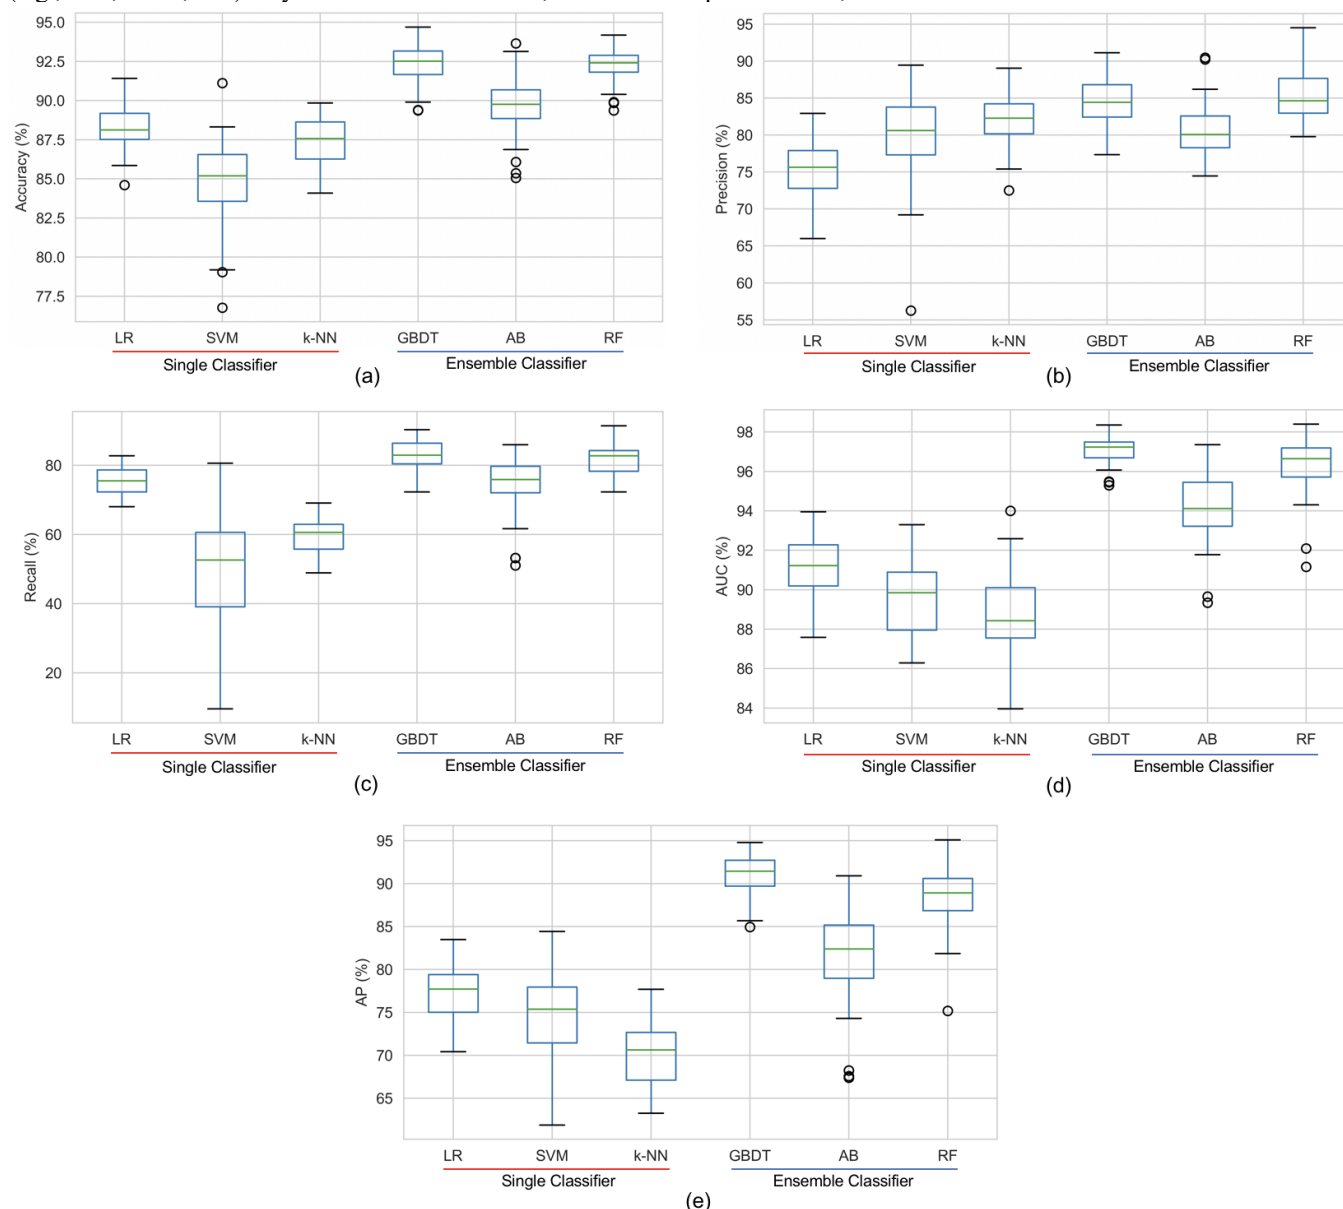 95.0
92.5
90.0
87.5
85.0
82.5
80.0
77.5
Accuracy (%)
LR SVM k-NN GBDT AB RF
Single Classifier Ensemble Classifier
(a)
95
90
85
80
75
70
65
60
55
Precision (%)
LR SVM k-NN GBDT AB RF
Single Classifier Ensemble Classifier
(b)
80
60
40
20
Recall (%)
LR SVM k-NN GBDT AB RF
Single Classifier Ensemble Classifier
(c)
98
96
94
92
90
88
86
84
AUC (%)
LR SVM k-NN GBDT AB RF
Single Classifier Ensemble Classifier
(d)
95
90
85
80
75
70
65
AP (%)
LR SVM k-NN GBDT AB RF
Single Classifier Ensemble Classifier
(e)